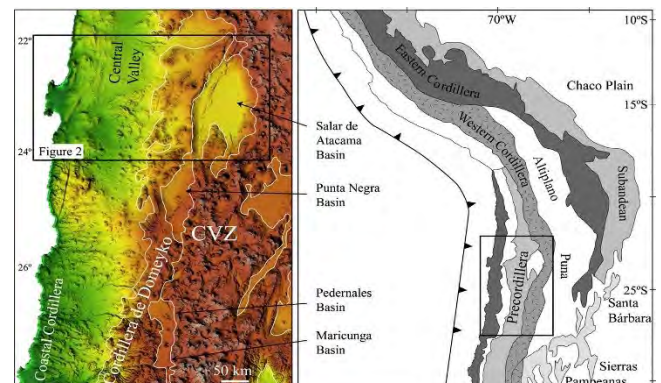 22°
24°
26°
Central
Valley
Figure 2
CVZ
Coastal Cordillera
Cordillera de Domeyko
50 km
Salar de
Atacama
Basin
Punta Negra
Basin
Pedernales
Basin
Maricunga
Basin
70°W
10°S
15°S
25°S
Eastern Cordillera
Western Cordillera
Chaco Plain
Altiplano
Subandean
Puna
Precordillera
Santa
Bárbara
Sierras
Pampeanas